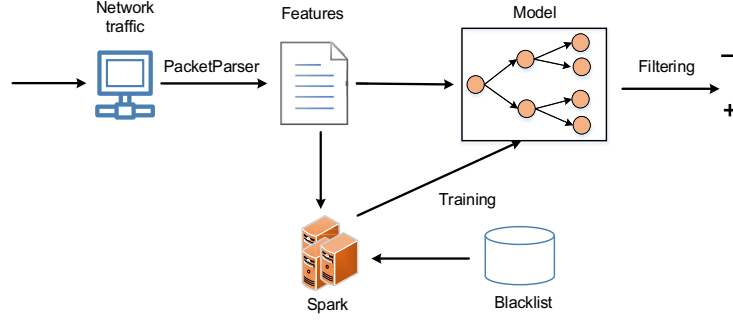 Network
traffic
Features
Model
PacketParser
Filtering
−
+
Training
Spark
Blacklist